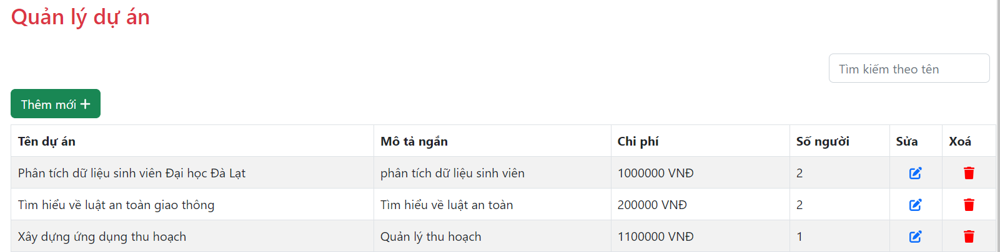 Quản lý dự án
Tìm kiếm theo tên
Thêm mới +
Tên dự án Mô tả ngắn Chi phí Số người Sửa Xoá
Phân tích dữ liệu sinh viên Đại học Đà Lạt phân tích dữ liệu sinh viên 1000000 VNĐ 2
Tìm hiểu về luật an toàn giao thông Tìm hiểu về luật an toàn 200000 VNĐ 2
Xây dựng ứng dụng thu hoạch Quản lý thu hoạch 1100000 VNĐ 1